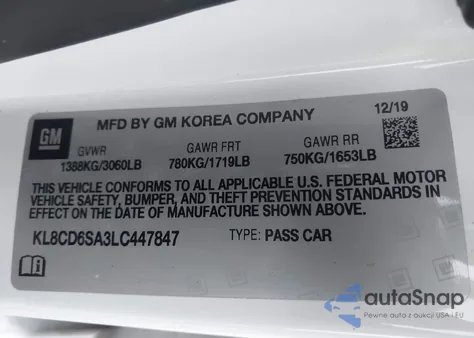 MFD BY GM KOREA COMPANY
12/19
GM
GVWR GAWR FRT GAWR RR
1388KG/3060LB 780KG/1719LB 750KG/1653LB
THIS VEHICLE CONFORMS TO ALL APPLICABLE U.S. FEDERAL MOTOR
VEHICLE SAFETY, BUMPER, AND THEFT PREVENTION STANDARDS IN
EFFECT ON THE DATE OF MANUFACTURE SHOWN ABOVE.
KL8CD6SA3LC447847 TYPE: PASS CAR
autaSnap
Pewne auta z aukcji USA i EU